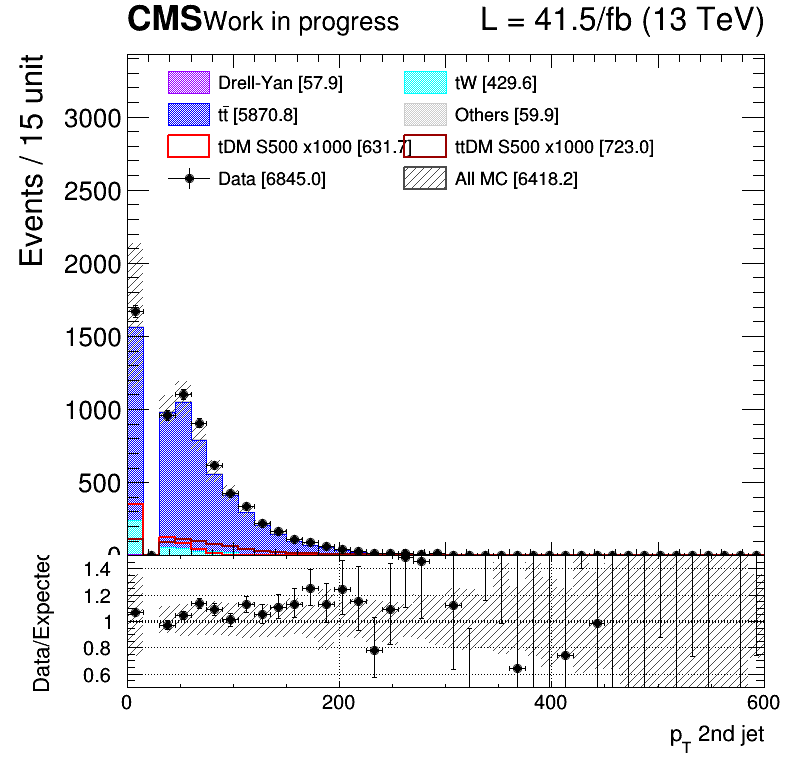 CMS Work in progress L = 41.5/fb (13 TeV)
Events / 15 unit
Drell-Yan [57.9] tW [429.6]
tt̄ [5870.8] Others [59.9]
tDM S500 x1000 [631.7] ttDM S500 x1000 [723.0]
Data [6845.0] All MC [6418.2]
3000
2500
2000
1500
1000
500
0
Data/Expected
1.4
1.2
1
0.8
0.6
0 200 400 600
p_T 2nd jet